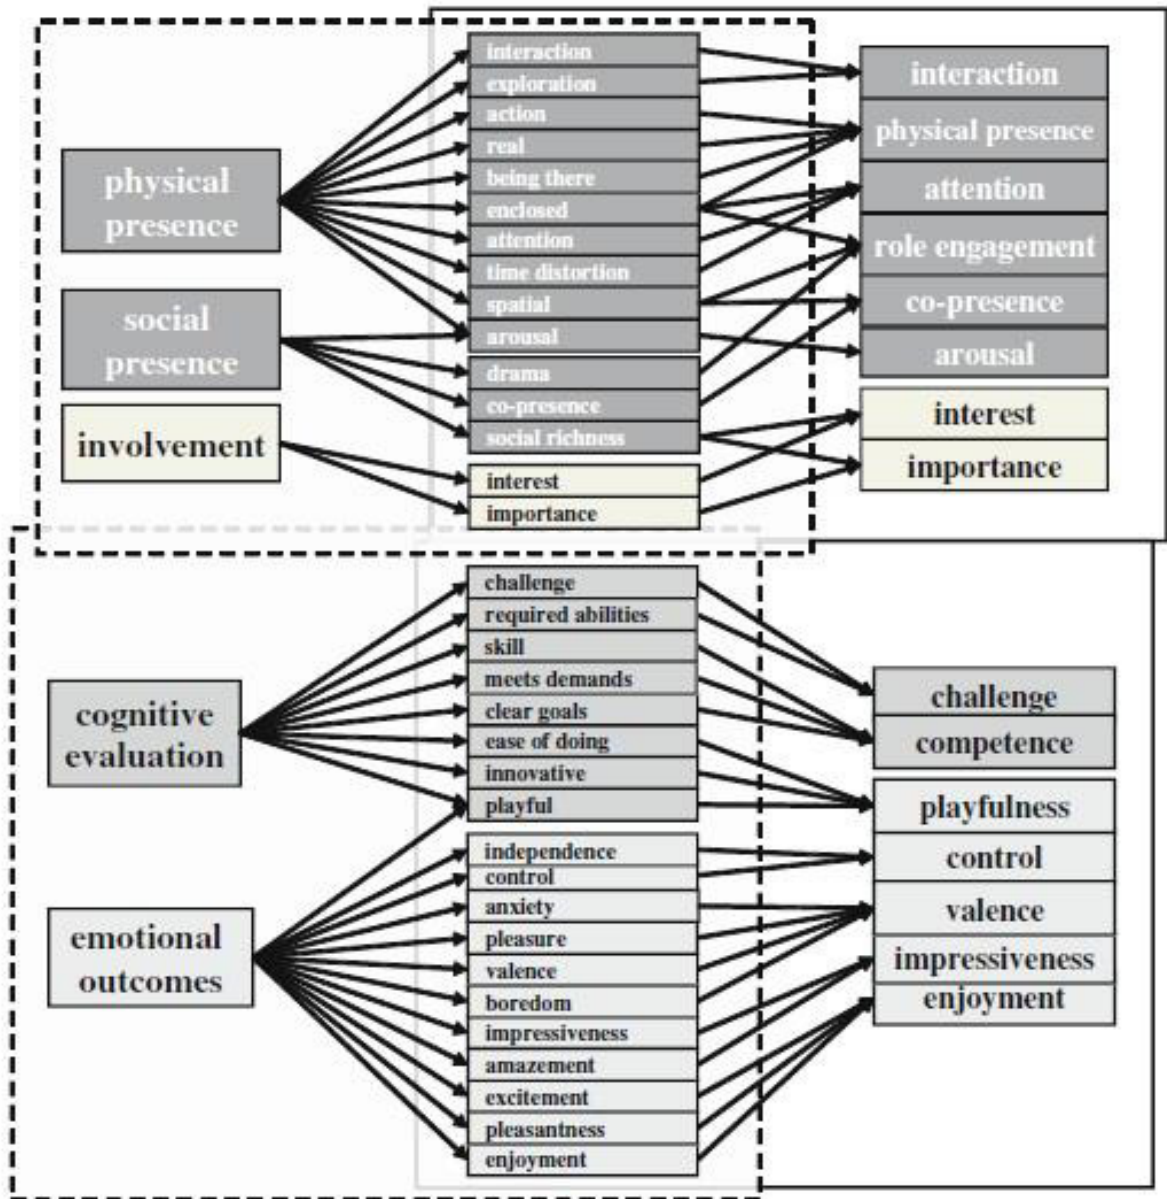 physical
presence
social
presence
involvement
interaction
exploration
action
real
being there
enclosed
attention
time distortion
spatial
arousal
drama
co-presence
social richness
interest
importance
interaction
physical presence
attention
role engagement
co-presence
arousal
interest
importance
cognitive
evaluation
emotional
outcomes
challenge
required abilities
skill
meets demands
clear goals
ease of doing
innovative
playful
independence
control
anxiety
pleasure
valence
boredom
impressiveness
amazement
excitement
pleasantness
enjoyment
challenge
competence
playfulness
control
valence
impressiveness
enjoyment